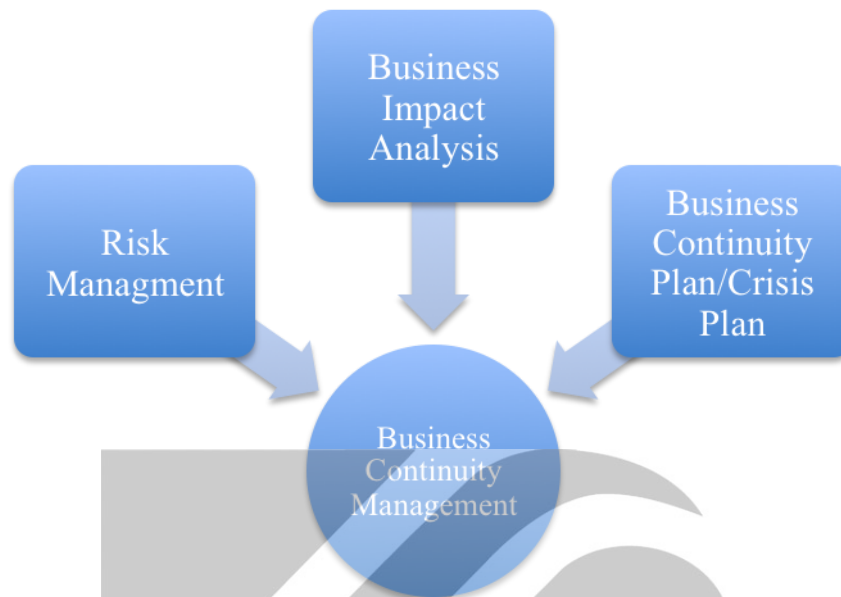 Business
Impact
Analysis
Risk
Managment
Business
Continuity
Plan/Crisis
Plan
Business
Continuity
Management